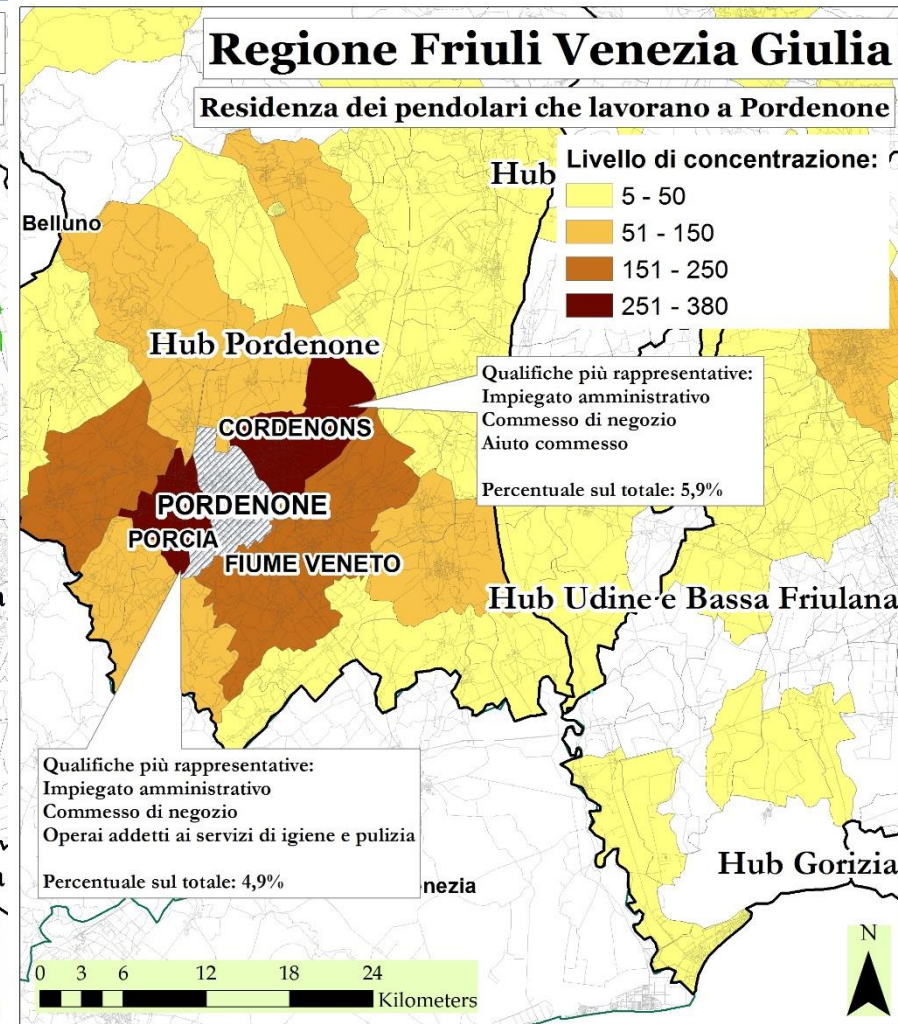 Regione Friuli Venezia Giulia
Residenza dei pendolari che lavorano a Pordenone
Livello di concentrazione:
5 - 50
51 - 150
151 - 250
251 - 380
Hub
Belluno
Hub Pordenone
Qualifiche più rappresentative:
Impiegato amministrativo
Commesso di negozio
Aiuto commesso
Percentuale sul totale: 5,9%
CORDENONS
PORDENONE
PORCIA
FIUME VENETO
Hub Udine e Bassa Friulana
Qualifiche più rappresentative:
Impiegato amministrativo
Commesso di negozio
Operai addetti ai servizi di igiene e pulizia
Percentuale sul totale: 4,9%
nezia
Hub Gorizia
N
0 3 6 12 18 24
Kilometers